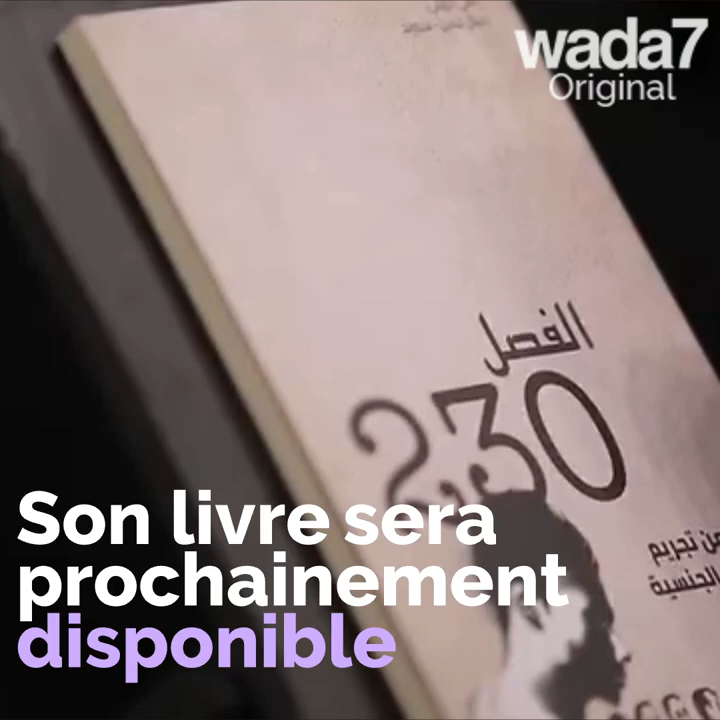 wada7
Original
الفصل
230
من تجريم
الجنسية
Son livre sera
prochainement
disponible